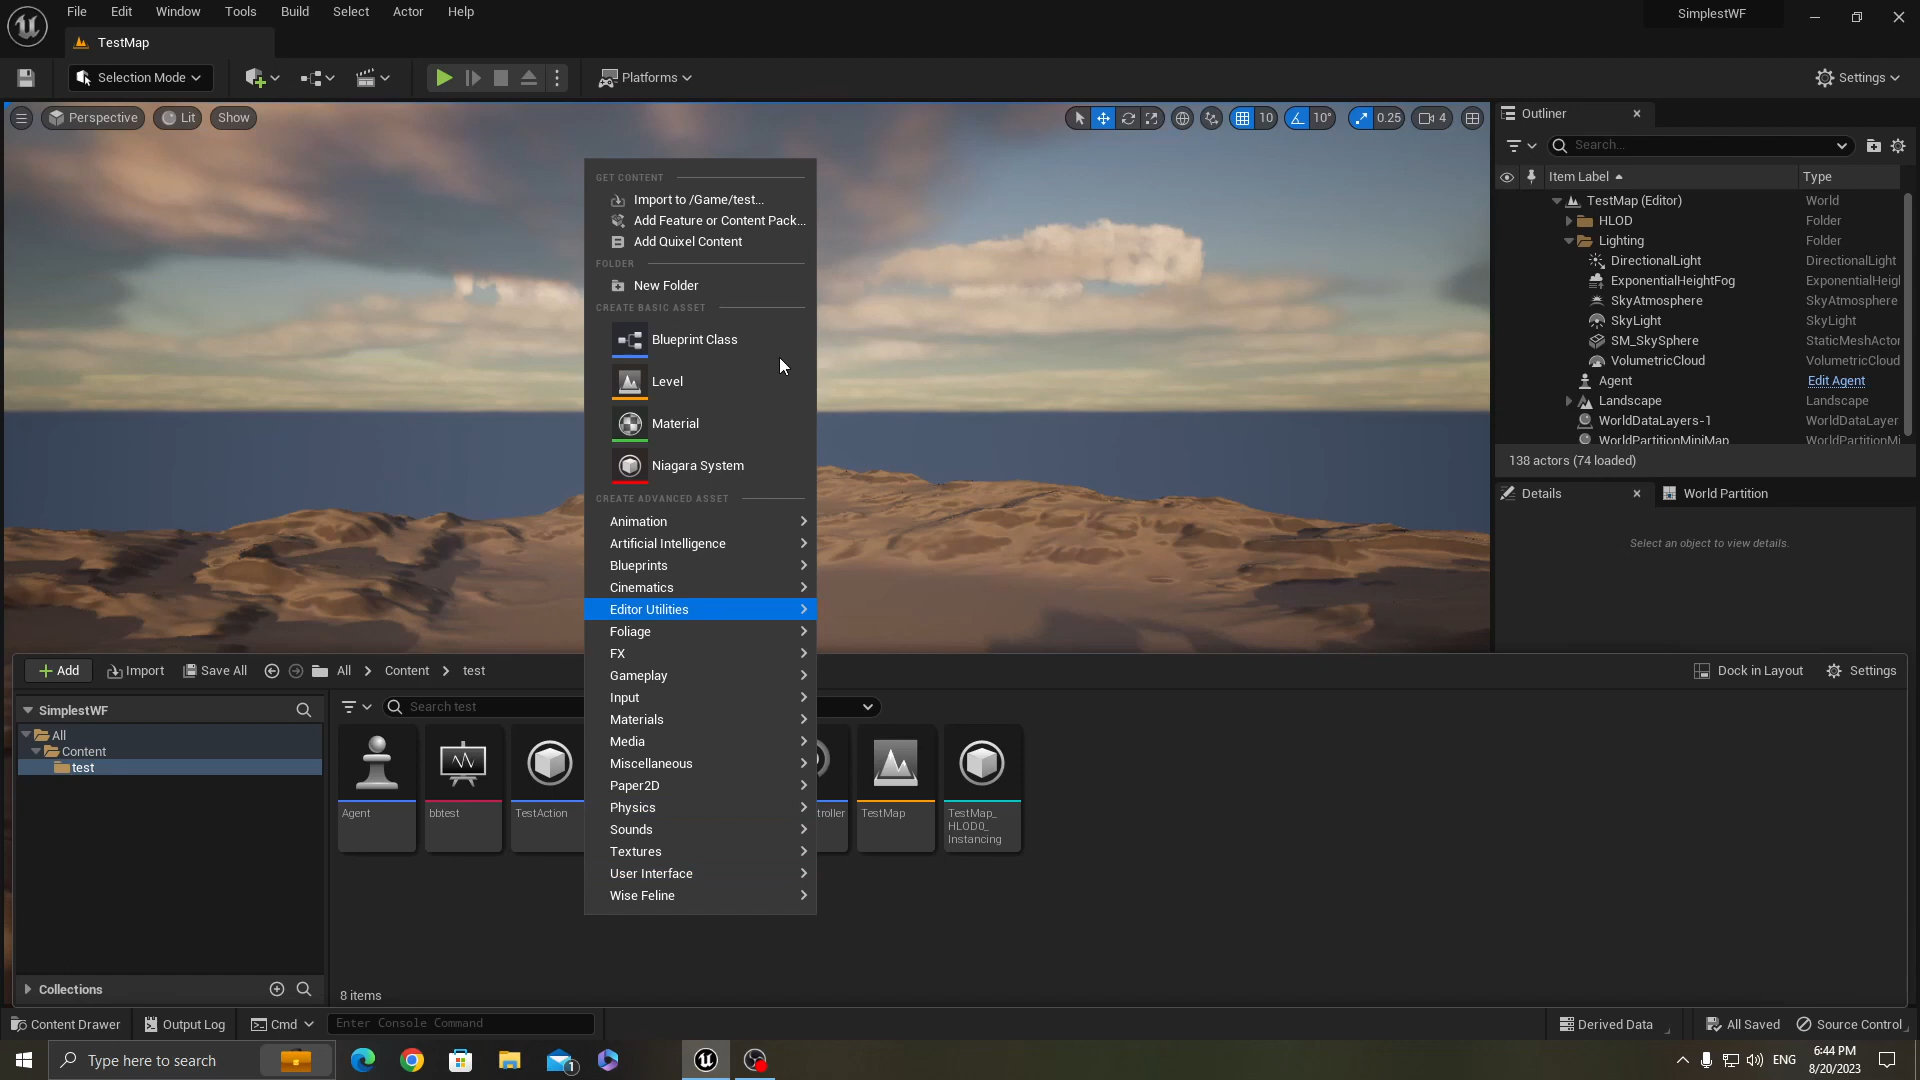 File Edit Window Tools Build Select Actor Help
SimplestWF
TestMap
Selection Mode
Platforms
Settings
Perspective Lit Show
10 10° 0.25 4
Outliner
Search...
Item Label Type
TestMap (Editor) World
HLOD Folder
Lighting Folder
DirectionalLight DirectionalLight
ExponentialHeightFog ExponentialHeigl
SkyAtmosphere SkyAtmosphere
SkyLight SkyLight
SM_SkySphere StaticMeshActor
VolumetricCloud VolumetricCloud
Agent Edit Agent
Landscape Landscape
WorldDataLayers-1 WorldDataLayer
WorldPartitionMiniMap WorldPartitionMi
138 actors (74 loaded)
Details World Partition
Select an object to view details.
GET CONTENT
Import to /Game/test...
Add Feature or Content Pack...
Add Quixel Content
FOLDER
New Folder
CREATE BASIC ASSET
Blueprint Class
Level
Material
Niagara System
CREATE ADVANCED ASSET
Animation
Artificial Intelligence
Blueprints
Cinematics
Editor Utilities
Foliage
FX
Gameplay
Input
Materials
Media
Miscellaneous
Paper2D
Physics
Sounds
Textures
User Interface
Wise Feline
Add Import Save All All Content test
Dock in Layout Settings
SimplestWF
Search test
All
Content
test
Agent
bbtest
TestAction
troller
TestMap
TestMap_
HLOD0_
Instancing
Collections
8 items
Content Drawer Output Log Cmd Enter Console Command
Derived Data All Saved Source Control
Type here to search
1
ENG
6:44 PM
8/20/2023